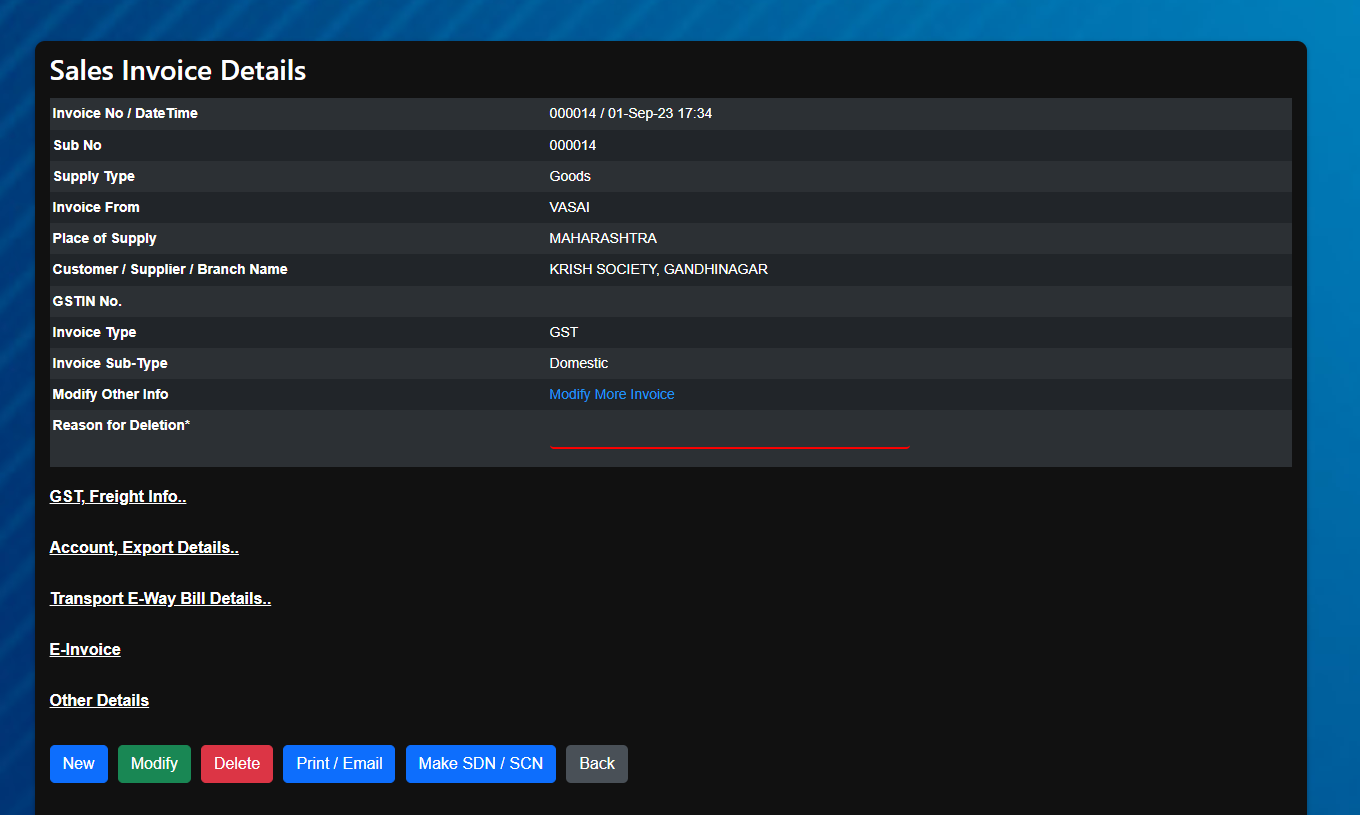 Sales Invoice Details
Invoice No / DateTime 000014 / 01-Sep-23 17:34
Sub No 000014
Supply Type Goods
Invoice From VASAI
Place of Supply MAHARASHTRA
Customer / Supplier / Branch Name KRISH SOCIETY, GANDHINAGAR
GSTIN No.
Invoice Type GST
Invoice Sub-Type Domestic
Modify Other Info Modify More Invoice
Reason for Deletion*
GST, Freight Info..
Account, Export Details..
Transport E-Way Bill Details..
E-Invoice
Other Details
New Modify Delete Print / Email Make SDN / SCN Back